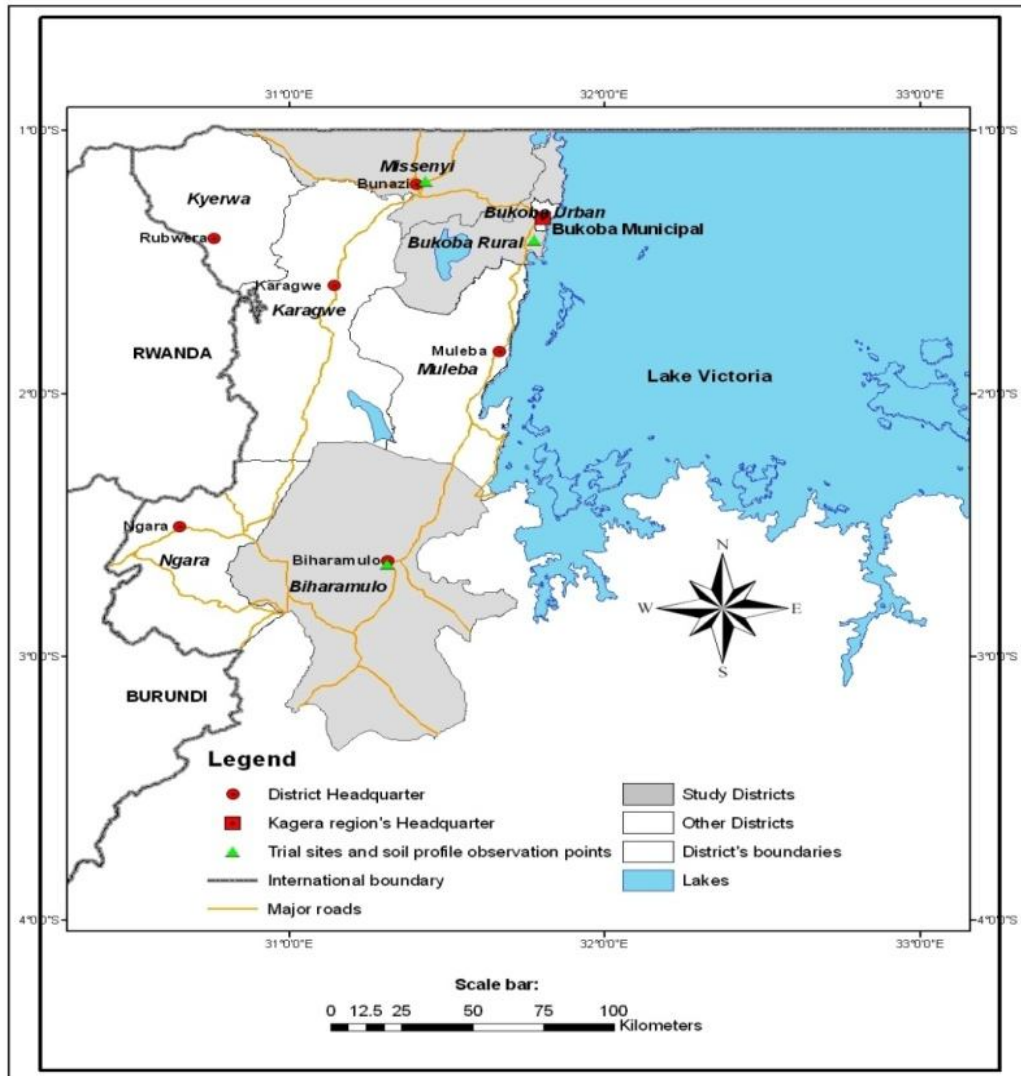 31°0'0"E 32°0'0"E 33°0'0"E
1°0'0"S 1°0'0"S
Missenyi
Bunazi
Kyerwa
Bukoba Urban
Rubwera
Bukoba Municipal
Bukoba Rural
Karagwe
Karagwe
RWANDA
Muleba
Muleba
Lake Victoria
2°0'0"S 2°0'0"S
Ngara
Ngara
Biharamulo
Biharamulo
N
W E
S
3°0'0"S 3°0'0"S
BURUNDI
Legend
District Headquarter
Study Districts
Kagera region's Headquarter
Other Districts
Trial sites and soil profile observation points
District's boundaries
International boundary
Lakes
Major roads
4°0'0"S 4°0'0"S
31°0'0"E 32°0'0"E 33°0'0"E
Scale bar:
0 12.5 25 50 75 100
Kilometers